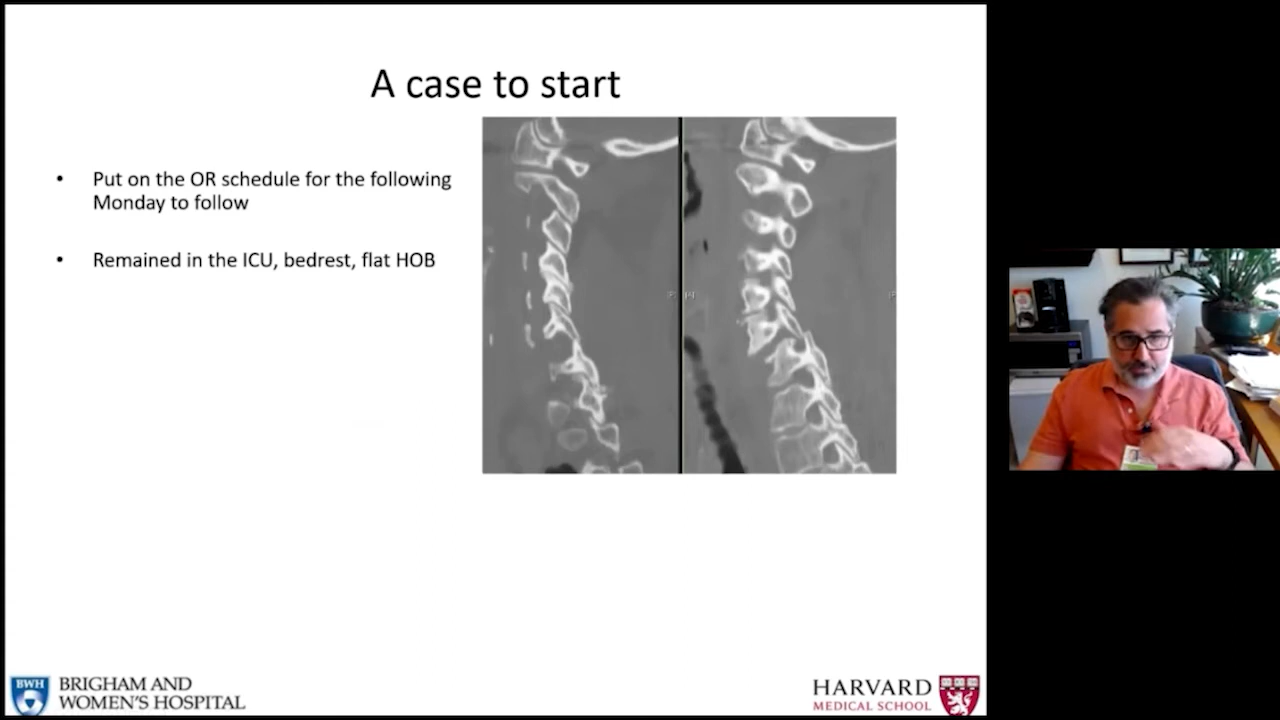 A case to start
• Put on the OR schedule for the following
Monday to follow
• Remained in the ICU, bedrest, flat HOB
BWH
BRIGHAM AND
WOMEN'S HOSPITAL
HARVARD
MEDICAL SCHOOL